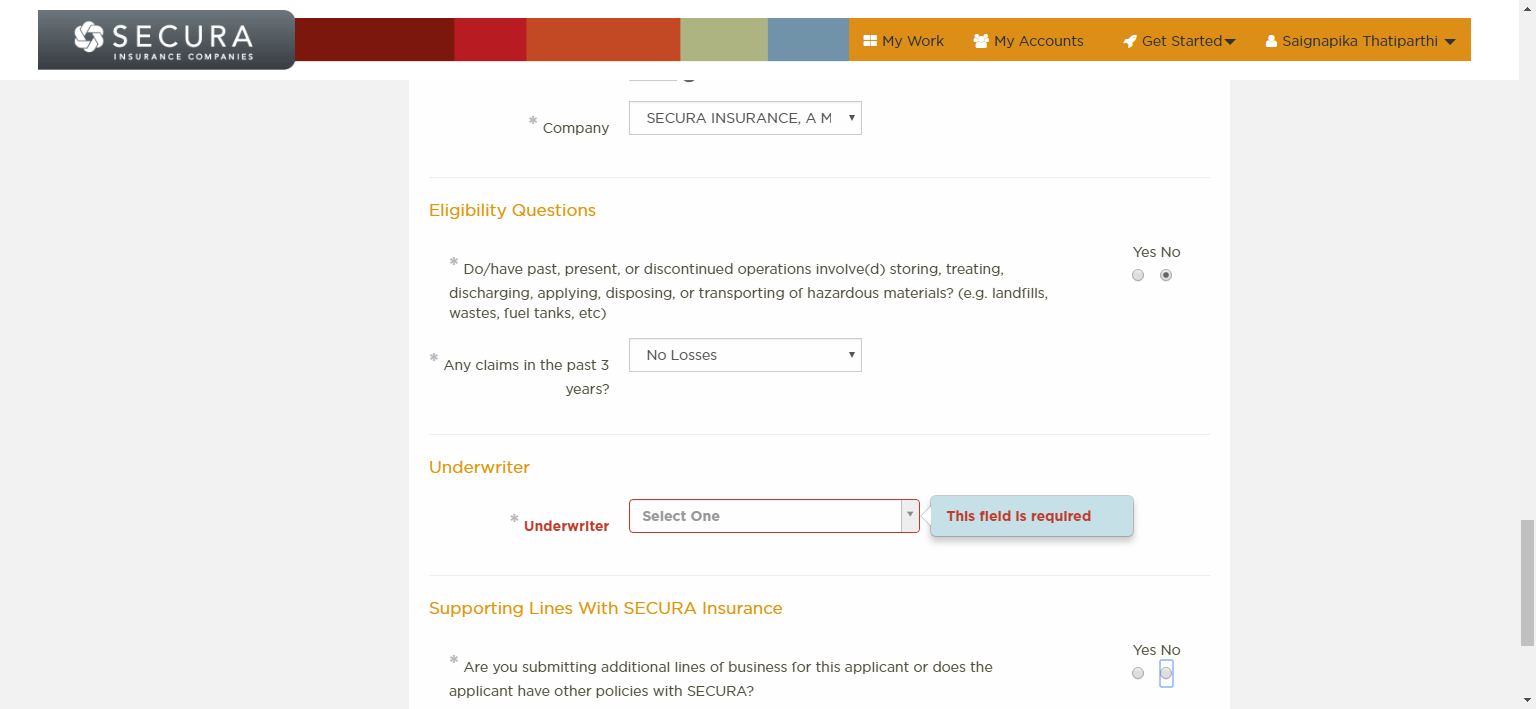 SECURA
INSURANCE COMPANIES
My Work
My Accounts
Get Started
Saignapika Thatiparthi
* Company
SECURA INSURANCE, A M
Eligibility Questions
Yes No
* Do/have past, present, or discontinued operations involve(d) storing, treating,
discharging, applying, disposing, or transporting of hazardous materials? (e.g. landfills,
wastes, fuel tanks, etc)
* Any claims in the past 3
years?
No Losses
Underwriter
* Underwriter
Select One
This field is required
Supporting Lines With SECURA Insurance
Yes No
* Are you submitting additional lines of business for this applicant or does the
applicant have other policies with SECURA?